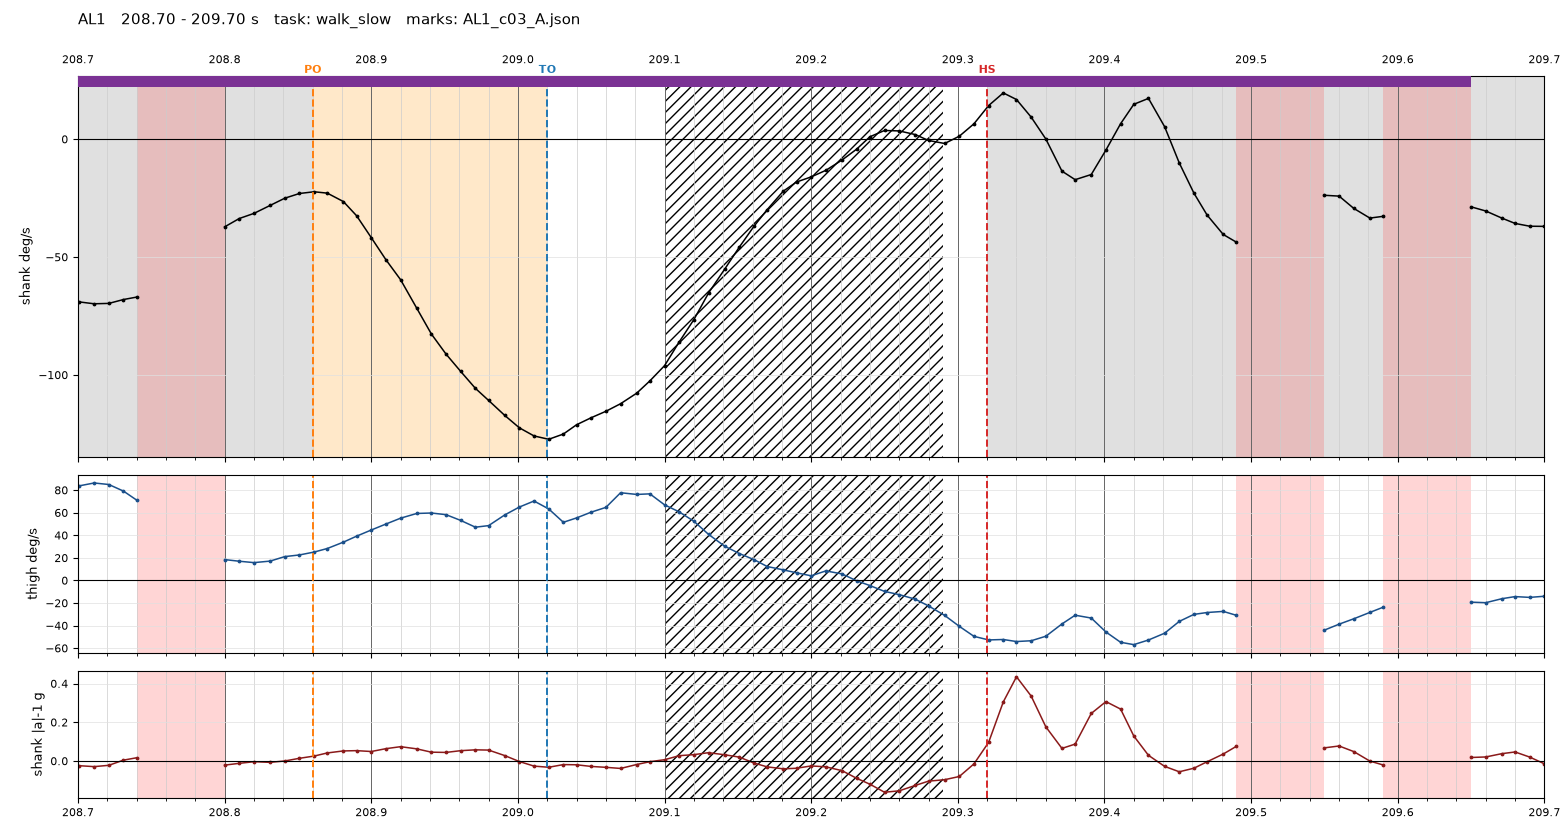 AL1   208.70 - 209.70 s   task: walk_slow   marks: AL1_c03_A.json
208.7 208.8 208.9 209.0 209.1 209.2 209.3 209.4 209.5 209.6 209.7
PO TO HS
shank deg/s
0
−50
−100
thigh deg/s
80
60
40
20
0
−20
−40
−60
shank |a|-1 g
0.4
0.2
0.0
208.7 208.8 208.9 209.0 209.1 209.2 209.3 209.4 209.5 209.6 209.7